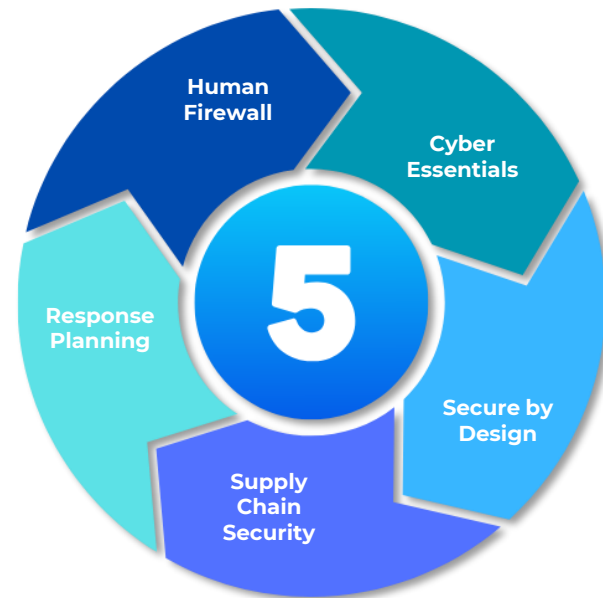 Human
Firewall
Cyber
Essentials
5
Response
Planning
Secure by
Design
Supply
Chain
Security